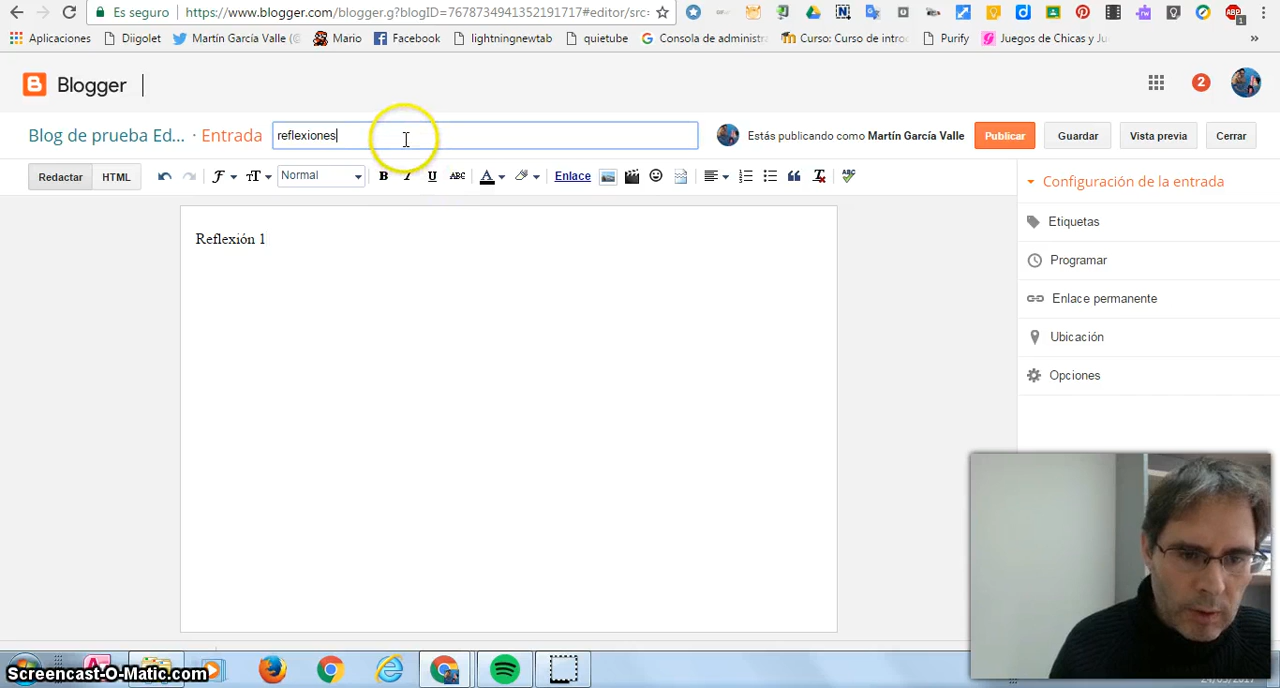 Es seguro https://www.blogger.com/blogger.g?blogID=7678734941352191717#editor/src=
Aplicaciones Diigolet Martín García Valle (@ Mario Facebook lightningnewtab quietube Consola de administra Curso: Curso de intro Purify Juegos de Chicas y Ju »
Blogger 2
Blog de prueba Ed... · Entrada reflexiones Estás publicando como Martín García Valle Publicar Guardar Vista previa Cerrar
Redactar HTML Normal B I U ABC A Enlace
Configuración de la entrada
Etiquetas
Programar
Enlace permanente
Ubicación
Opciones
Reflexión 1
Screencast-O-Matic.com